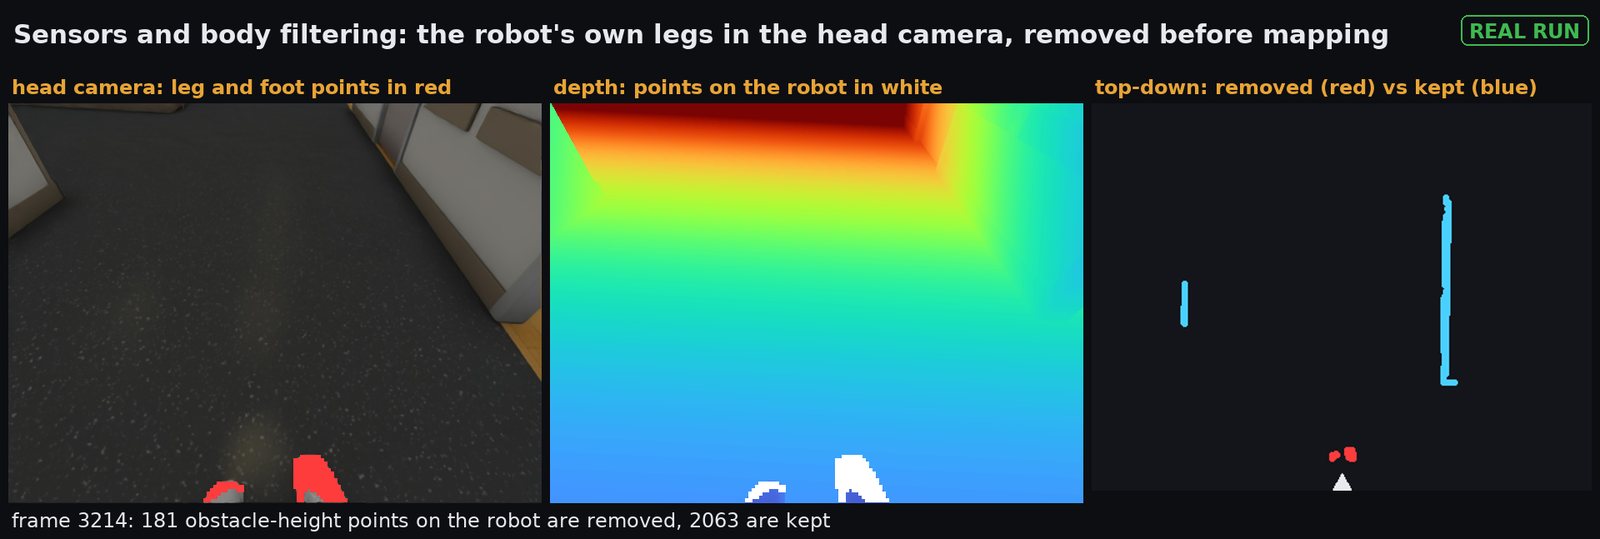 Sensors and body filtering: the robot's own legs in the head camera, removed before mapping
REAL RUN
head camera: leg and foot points in red
depth: points on the robot in white
top-down: removed (red) vs kept (blue)
frame 3214: 181 obstacle-height points on the robot are removed, 2063 are kept